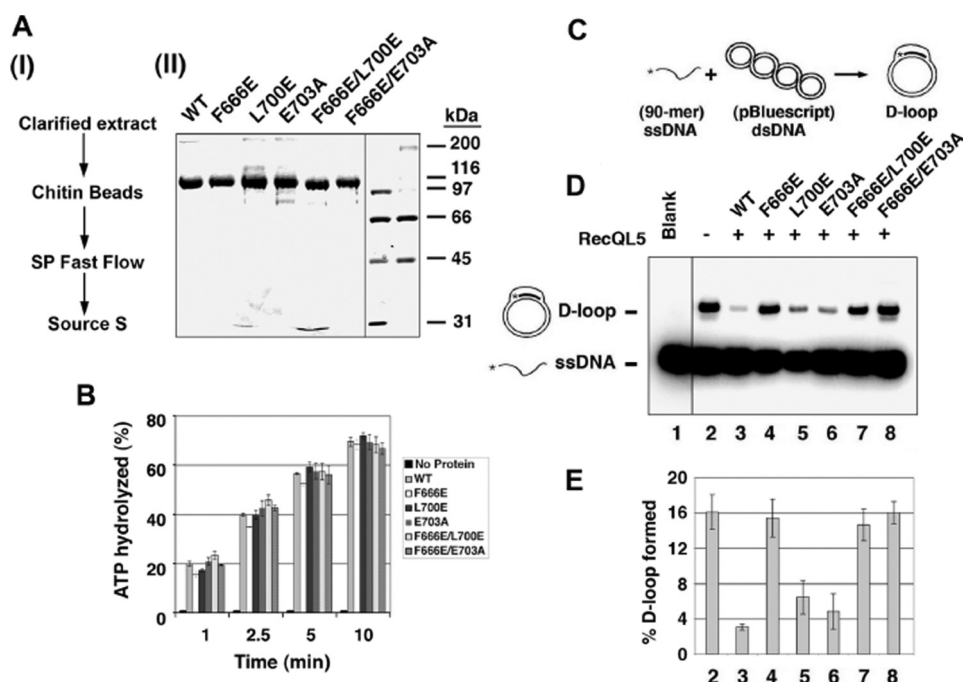 A
(I)
Clarified extract
Chitin Beads
SP Fast Flow
Source S
(II)
WT
F666E
L700E
E703A
F666E/L700E
F666E/E703A
kDa
200
116
97
66
45
31
B
ATP hydrolyzed (%)
80
60
40
20
0
1 2.5 5 10
Time (min)
No Protein
WT
F666E
L700E
E703A
F666E/L700E
F666E/E703A
C
* +
(90-mer)
ssDNA
(pBluescript)
dsDNA
D-loop
D
Blank
WT
F666E
L700E
E703A
F666E/L700E
F666E/E703A
RecQL5 - + + + + + +
* D-loop
* ssDNA
1 2 3 4 5 6 7 8
E
% D-loop formed
20
16
12
8
4
0
2 3 4 5 6 7 8